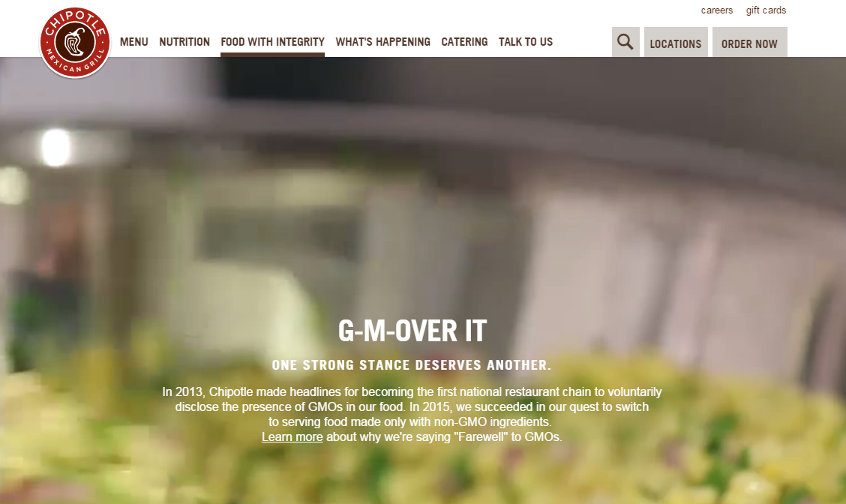 careers gift cards
CHIPOTLE
MEXICAN GRILL
MENU NUTRITION FOOD WITH INTEGRITY WHAT'S HAPPENING CATERING TALK TO US LOCATIONS ORDER NOW
G-M-OVER IT
ONE STRONG STANCE DESERVES ANOTHER.
In 2013, Chipotle made headlines for becoming the first national restaurant chain to voluntarily
disclose the presence of GMOs in our food. In 2015, we succeeded in our quest to switch
to serving food made only with non-GMO ingredients.
Learn more about why we're saying "Farewell" to GMOs.